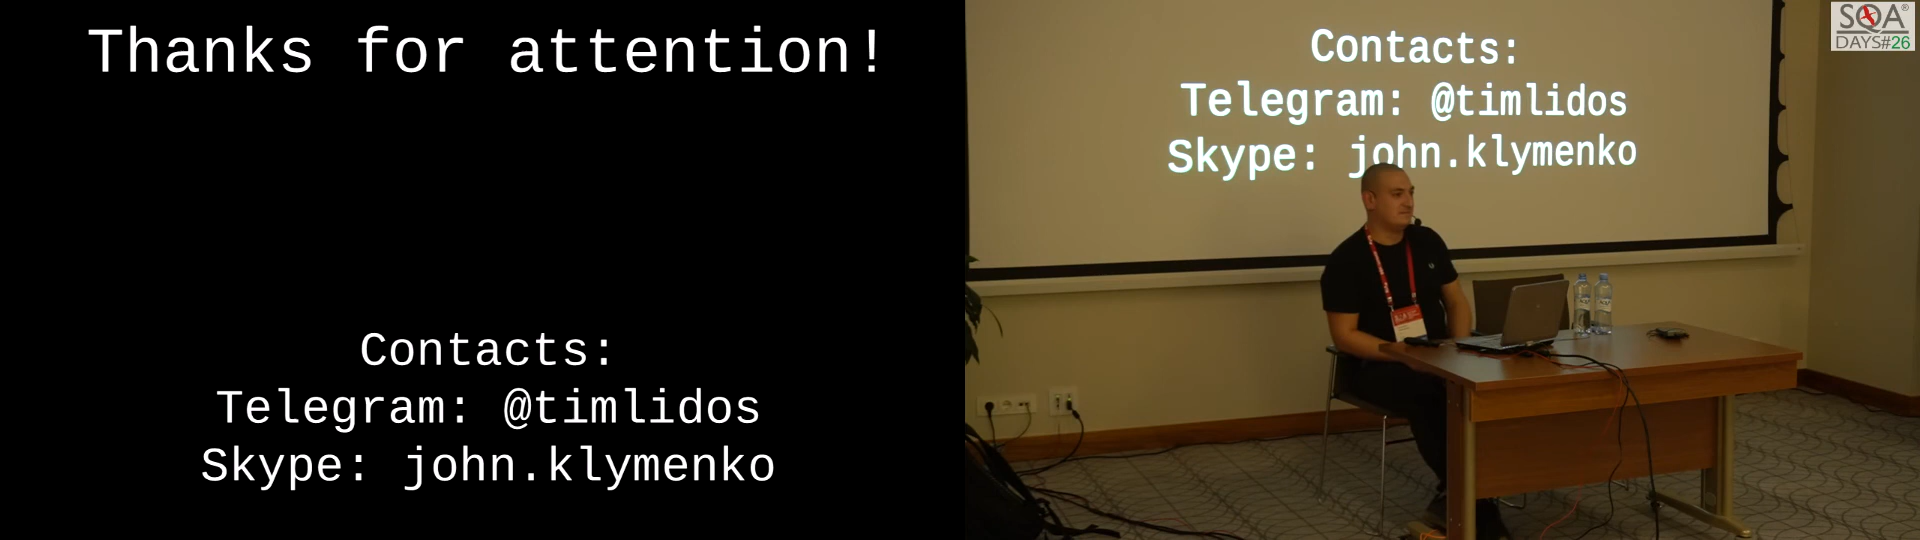 Thanks for attention!
Contacts:
Telegram: @timlidos
Skype: john.klymenko
Contacts:
Telegram: @timlidos
Skype: john.klymenko
SQA®
DAYS#26